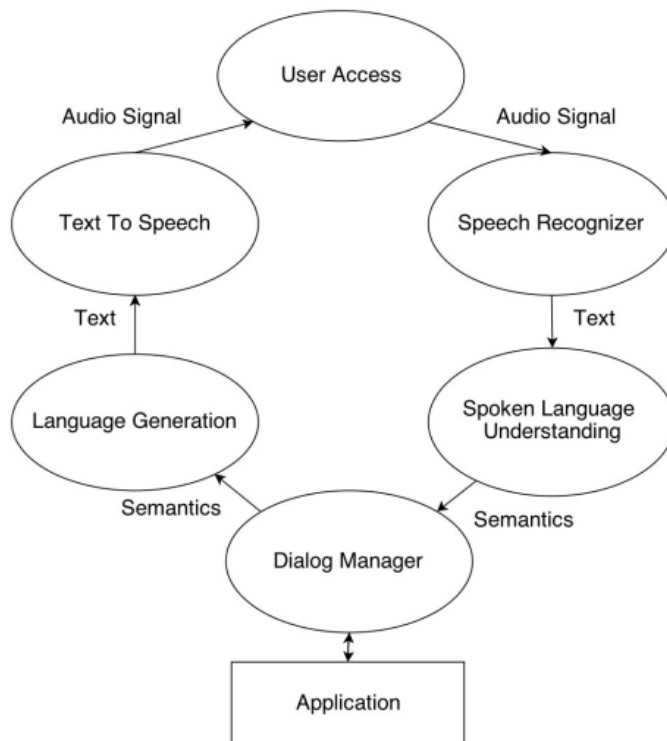 User Access
Audio Signal
Audio Signal
Text To Speech
Speech Recognizer
Text
Text
Language Generation
Spoken Language
Understanding
Semantics
Semantics
Dialog Manager
Application